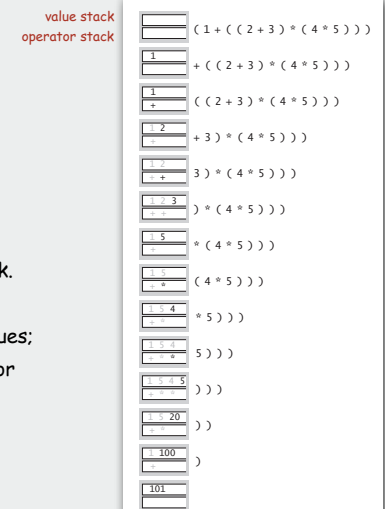 value stack
operator stack
( 1 + ( ( 2 + 3 ) * ( 4 * 5 ) ) )
1
+ ( ( 2 + 3 ) * ( 4 * 5 ) ) )
1
+
( ( 2 + 3 ) * ( 4 * 5 ) ) )
1 2
+
+ 3 ) * ( 4 * 5 ) ) )
1 2
+ +
3 ) * ( 4 * 5 ) ) )
1 2 3
+ +
) * ( 4 * 5 ) ) )
1 5
+
* ( 4 * 5 ) ) )
1 5
+ *
( 4 * 5 ) ) )
1 5 4
+ *
* 5 ) ) )
1 5 4
+ * *
5 ) ) )
1 5 4 5
+ * *
) ) )
1 5 20
+ *
) )
1 100
+
)
101
k.
ues;
or